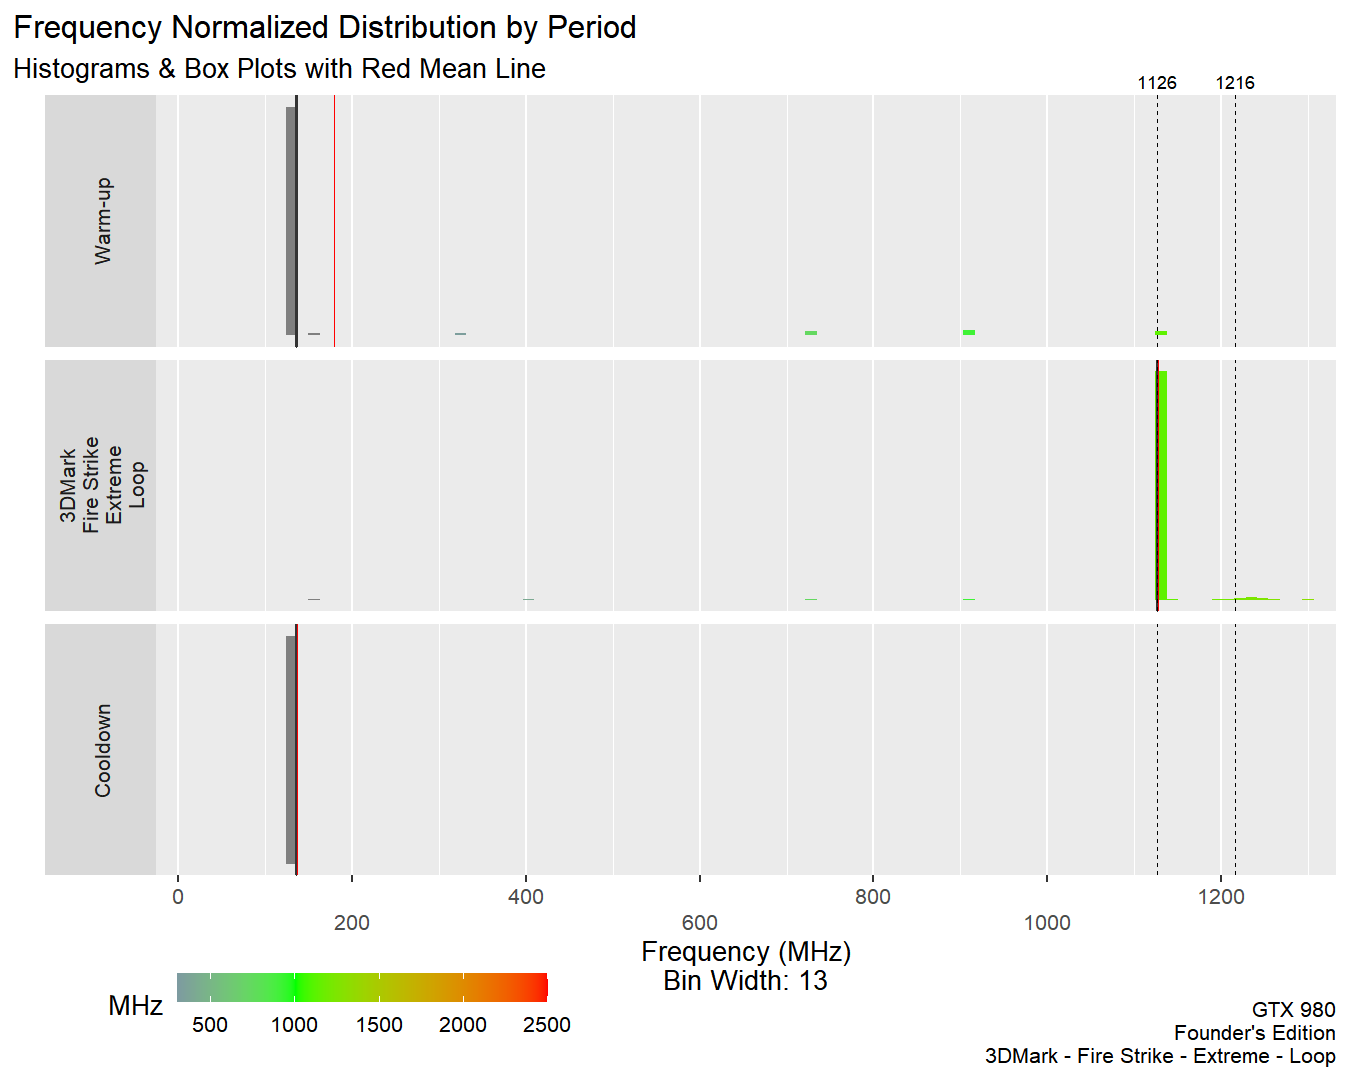 Frequency Normalized Distribution by Period
Histograms & Box Plots with Red Mean Line
1126 1216
Warm-up
3DMark
Fire Strike
Extreme
Loop
Cooldown
0 400 800 1200
200 600 1000
Frequency (MHz)
Bin Width: 13
MHz
500 1000 1500 2000 2500
GTX 980
Founder's Edition
3DMark - Fire Strike - Extreme - Loop